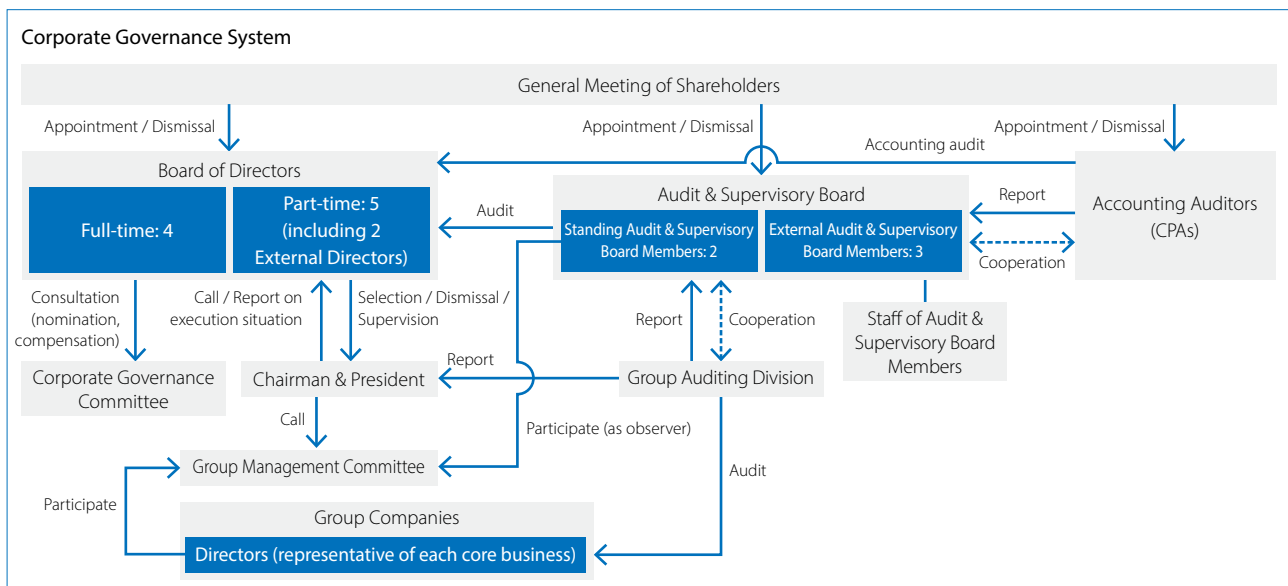 Corporate Governance System
General Meeting of Shareholders
Appointment / Dismissal
Appointment / Dismissal
Appointment / Dismissal
Accounting audit
Board of Directors
Full-time: 4
Part-time: 5
(including 2
External Directors)
Audit
Audit & Supervisory Board
Standing Audit & Supervisory
Board Members: 2
External Audit & Supervisory
Board Members: 3
Report
Cooperation
Accounting Auditors
(CPAs)
Consultation
(nomination,
compensation)
Call / Report on
execution situation
Selection / Dismissal /
Supervision
Report
Cooperation
Staff of Audit &
Supervisory Board
Members
Corporate Governance
Committee
Chairman & President
Report
Group Auditing Division
Call
Participate (as observer)
Group Management Committee
Audit
Participate
Group Companies
Directors (representative of each core business)